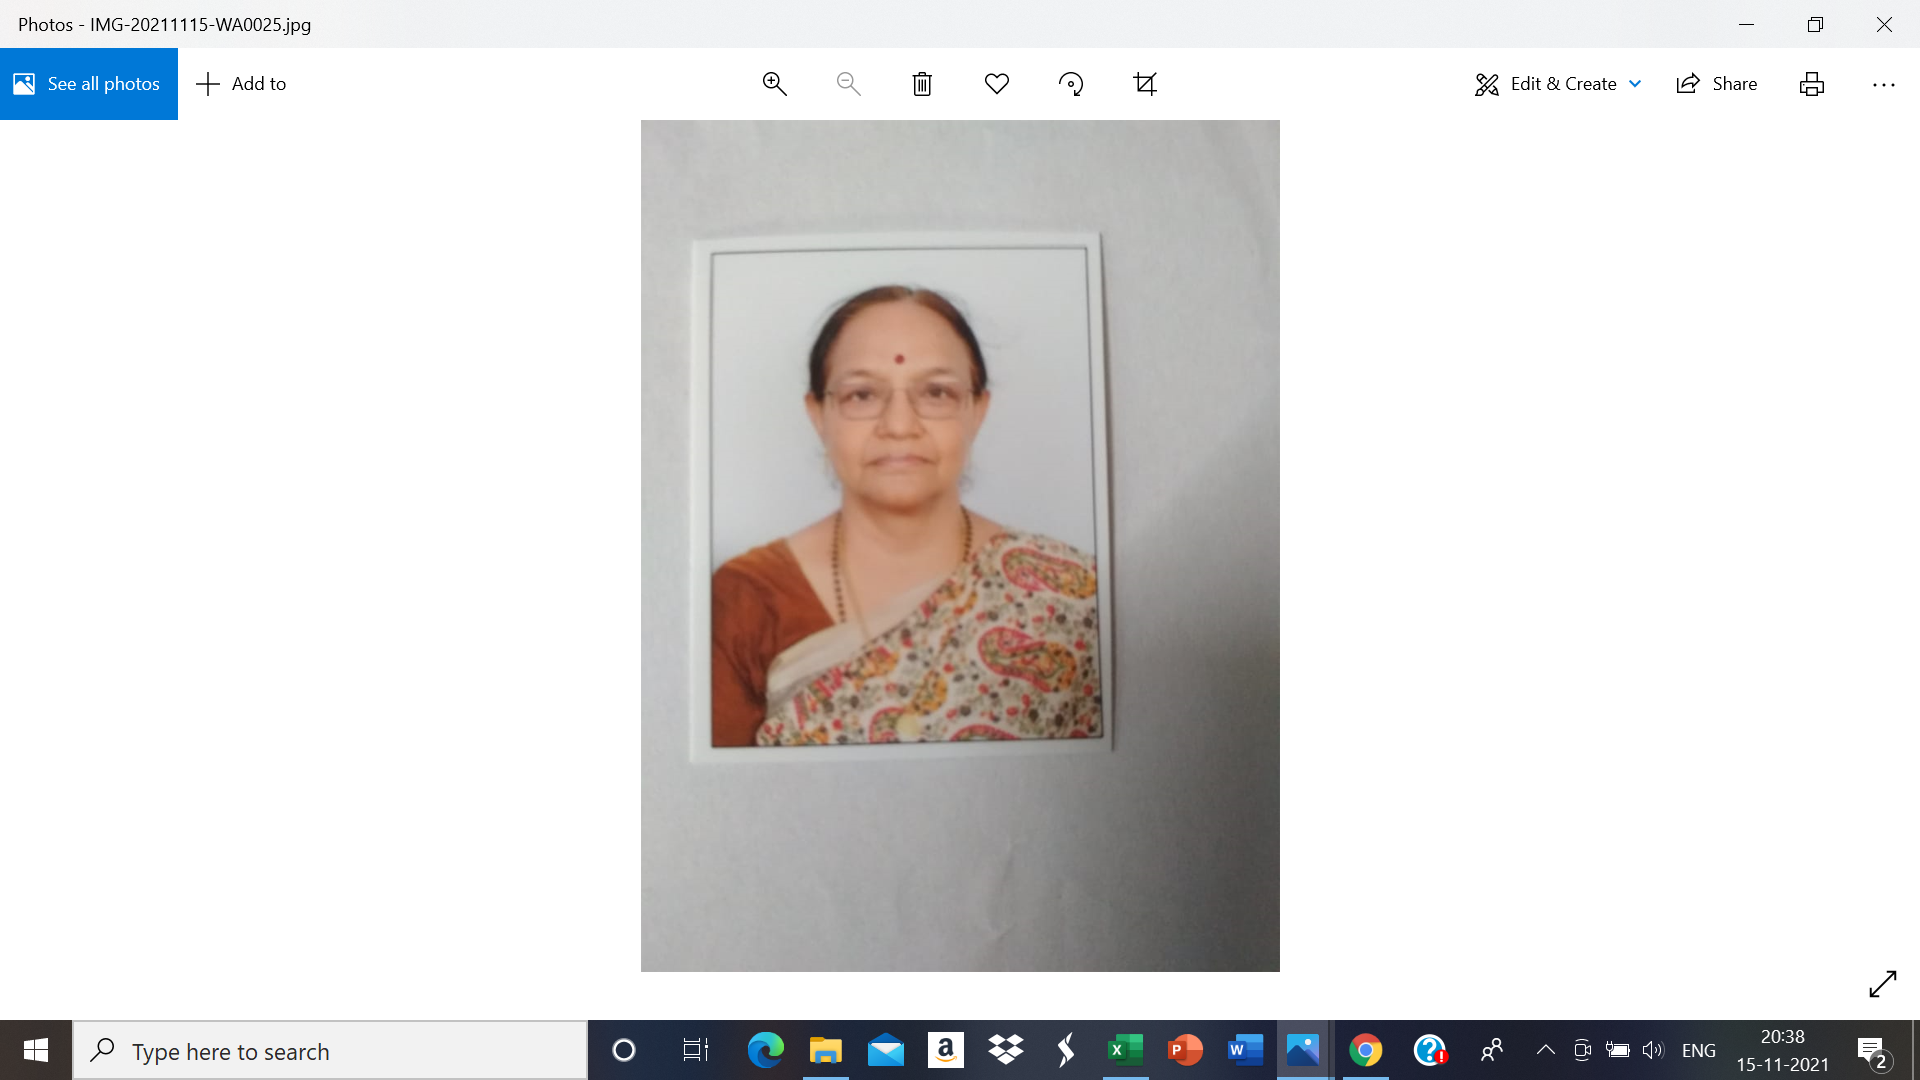 Photos - IMG-20211115-WA0025.jpg
See all photos
Add to
Edit & Create
Share
Type here to search
a
X
P
W
ENG
20:38
15-11-2021
2